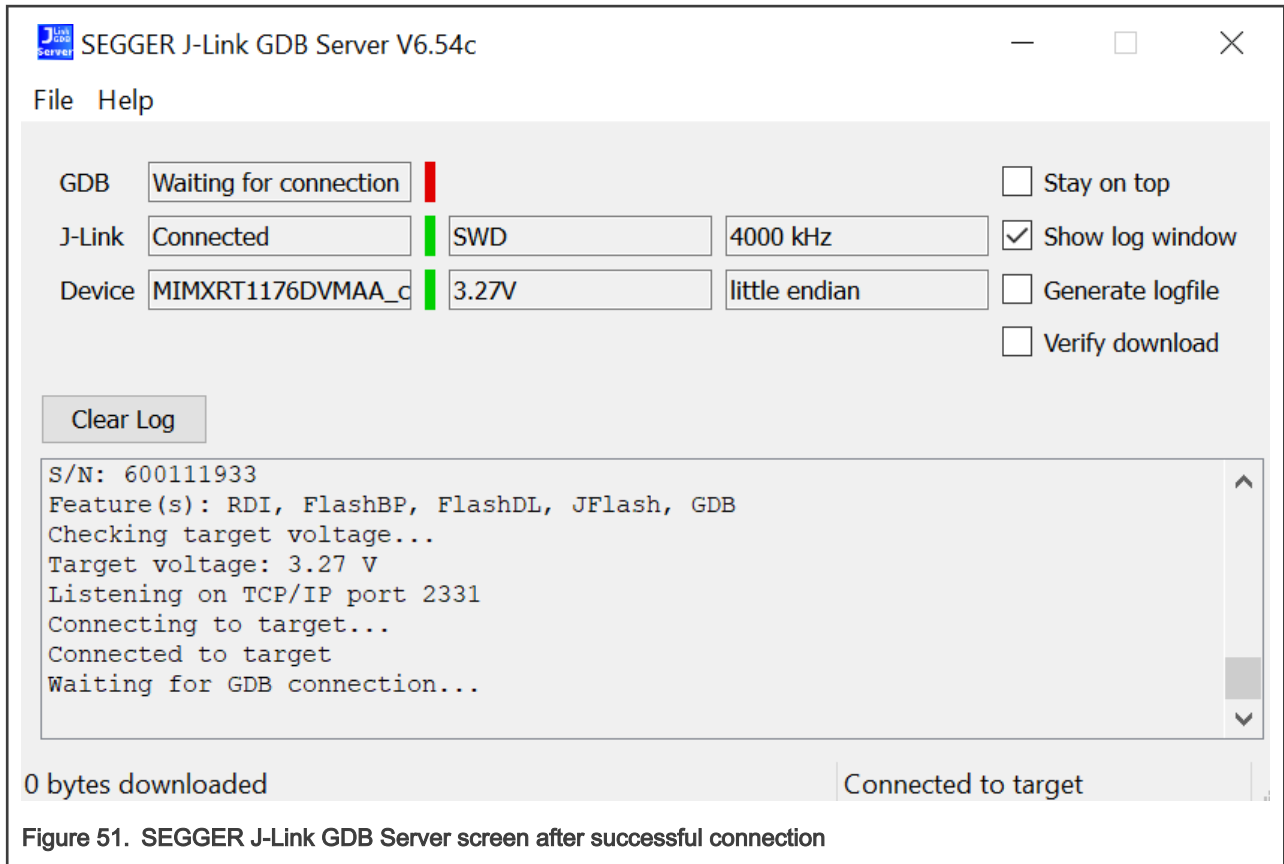 J Link GDB Server SEGGER J-Link GDB Server V6.54c
File Help
GDB Waiting for connection Stay on top
J-Link Connected SWD 4000 kHz Show log window
Device MIMXRT1176DVMAA_c 3.27V little endian Generate logfile
Verify download
Clear Log
S/N: 600111933
Feature(s): RDI, FlashBP, FlashDL, JFlash, GDB
Checking target voltage...
Target voltage: 3.27 V
Listening on TCP/IP port 2331
Connecting to target...
Connected to target
Waiting for GDB connection...
0 bytes downloaded Connected to target
Figure 51. SEGGER J-Link GDB Server screen after successful connection